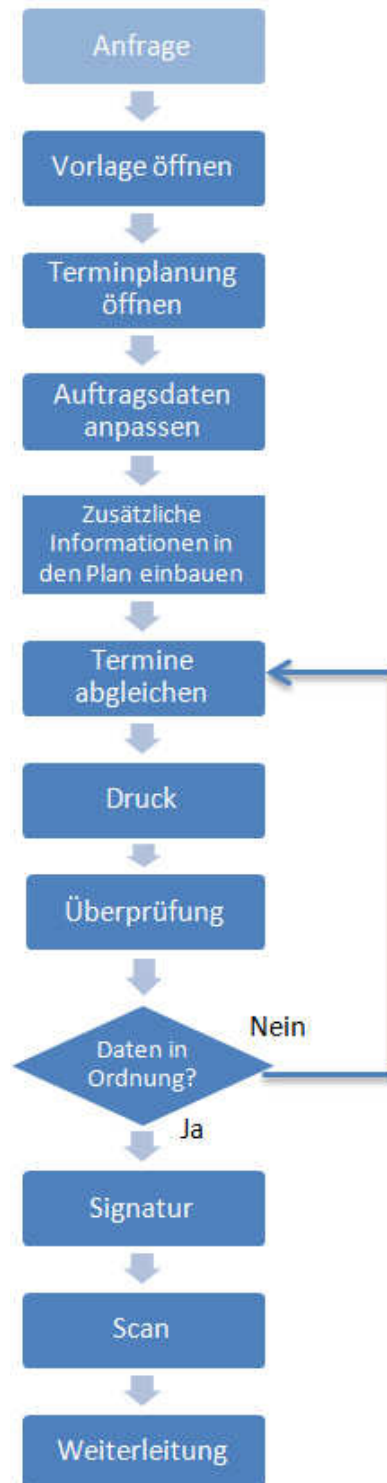 Anfrage
Vorlage öffnen
Terminplanung
öffnen
Auftragsdaten
anpassen
Zusätzliche
Informationen in
den Plan einbauen
Termine
abgleichen
Druck
Überprüfung
Nein
Daten in
Ordnung?
Ja
Signatur
Scan
Weiterleitung